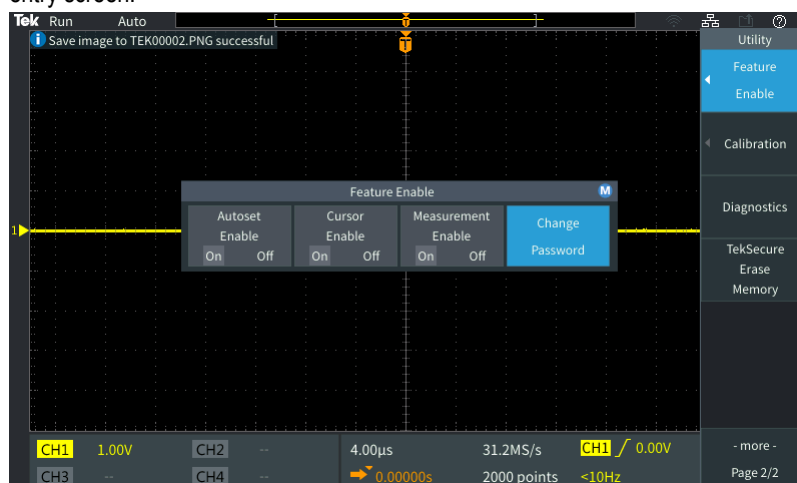 entry screen.
Tek Run Auto
T
i Save image to TEK00002.PNG successful
T
Utility
Feature
Enable
Calibration
Diagnostics
TekSecure
Erase
Memory
Feature Enable M
Autoset
Enable
On Off
Cursor
Enable
On Off
Measurement
Enable
On Off
Change
Password
1
CH1 1.00V
CH2 --
CH3 --
CH4 --
4.00µs 31.2MS/s
0.00000s 2000 points
CH1 0.00V
<10Hz
- more -
Page 2/2